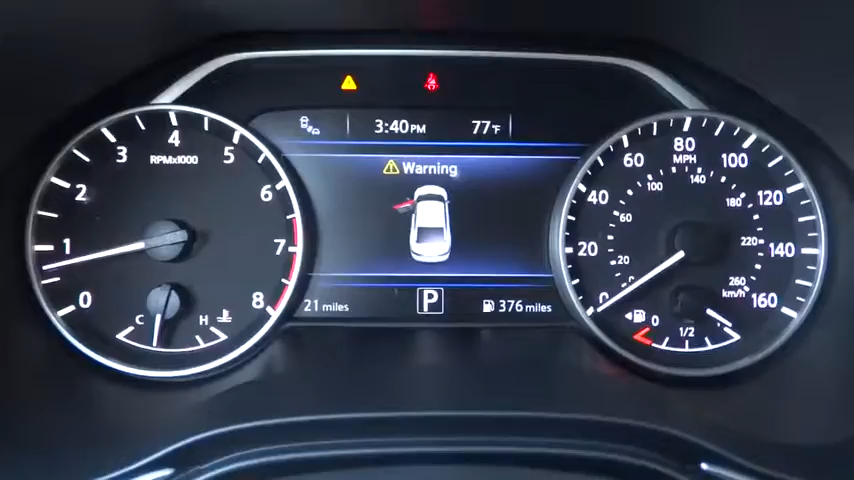 3:40PM 77°F
Warning
0 1 2 3 4 5 6 7 8
RPMx1000
C H
0 20 40 60 80 100 120 140 160
MPH
20 60 100 140 180 220 260
km/h
0 1/2
21 miles P 376 miles